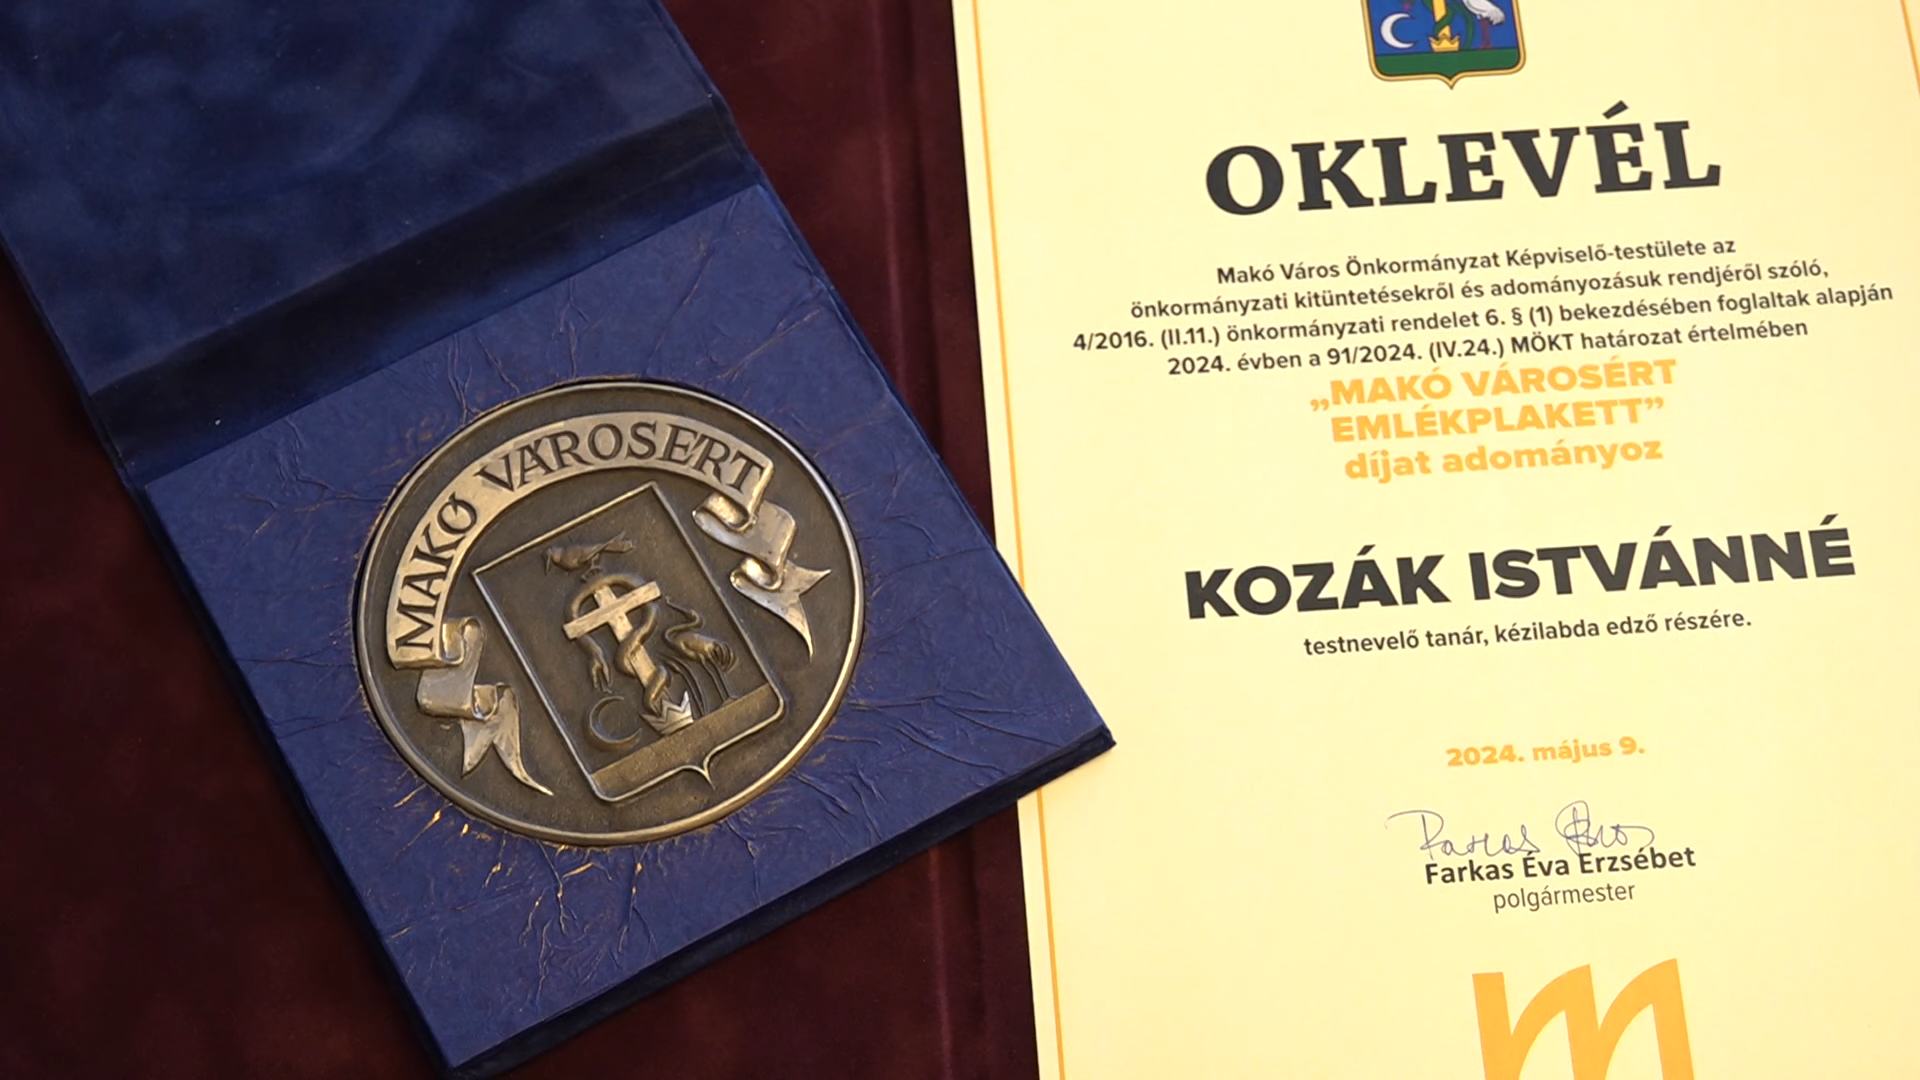 MAKÓ VÁROSÉRT
OKLEVÉL
Makó Város Önkormányzat Képviselő-testülete az
önkormányzati kitüntetésekről és adományozásuk rendjéről szóló,
4/2016. (II.11.) önkormányzati rendelet 6. § (1) bekezdésében foglaltak alapján
2024. évben a 91/2024. (IV.24.) MÖKT határozat értelmében
„MAKÓ VÁROSÉRT
EMLÉKPLAKETT”
díjat adományoz
KOZÁK ISTVÁNNÉ
testnevelő tanár, kézilabda edző részére.
2024. május 9.
Farkas Éva Erzsébet
polgármester
m